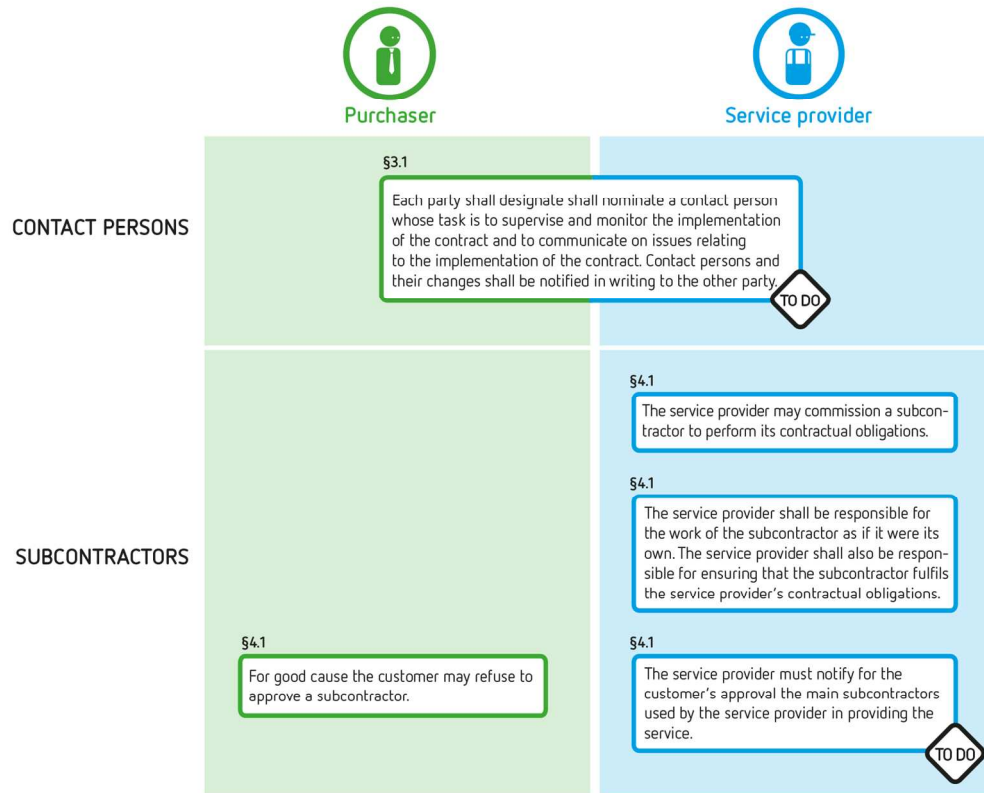 Purchaser
Service provider
CONTACT PERSONS
§3.1
Each party shall designate shall nominate a contact person
whose task is to supervise and monitor the implementation
of the contract and to communicate on issues relating
to the implementation of the contract. Contact persons and
their changes shall be notified in writing to the other party.
TO DO
SUBCONTRACTORS
§4.1
The service provider may commission a subcon-
tractor to perform its contractual obligations.
§4.1
The service provider shall be responsible for
the work of the subcontractor as if it were its
own. The service provider shall also be respon-
sible for ensuring that the subcontractor fulfils
the service provider's contractual obligations.
§4.1
For good cause the customer may refuse to
approve a subcontractor.
§4.1
The service provider must notify for the
customer's approval the main subcontractors
used by the service provider in providing the
service.
TO DO